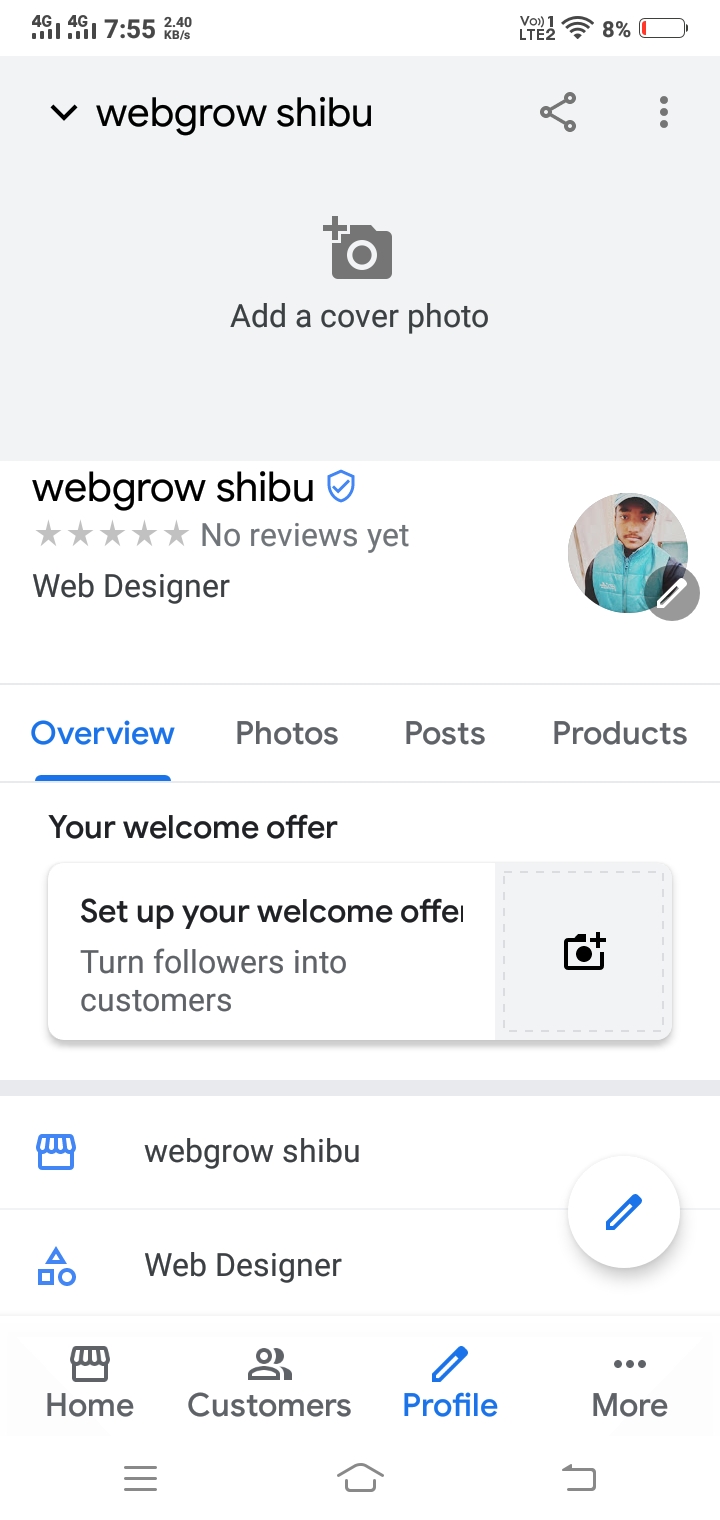 4G 4G 7:55 2.40 KB/s Vo)) 1 LTE2 8%
webgrow shibu
Add a cover photo
webgrow shibu
No reviews yet
Web Designer
Overview Photos Posts Products
Your welcome offer
Set up your welcome offer
Turn followers into
customers
webgrow shibu
Web Designer
Home Customers Profile More